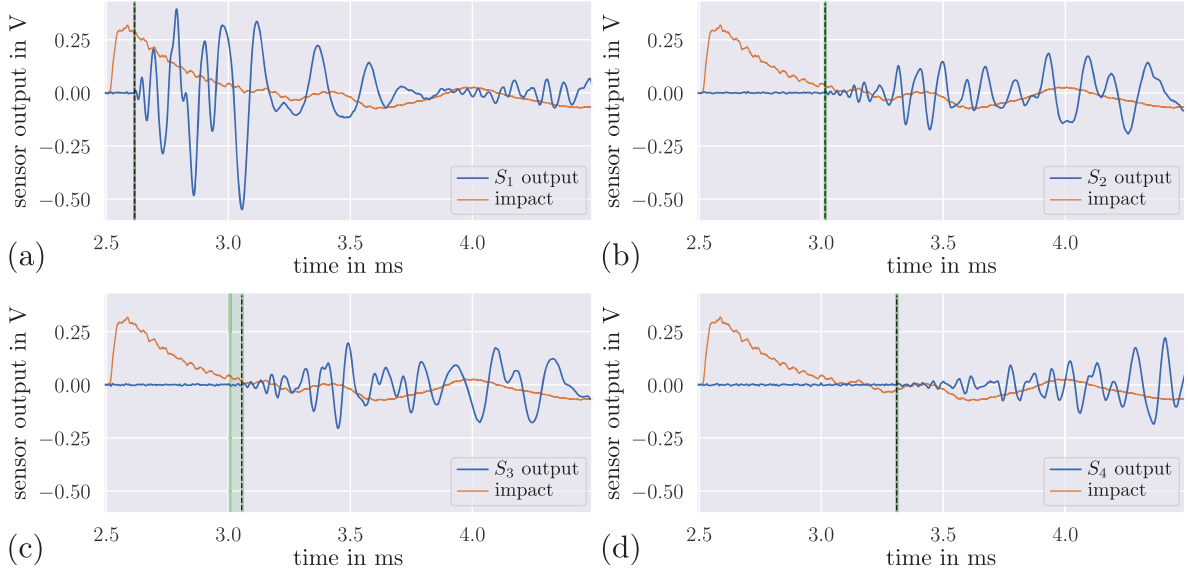 sensor output in V
0.25
0.00
−0.25
−0.50
S₁ output
impact
2.5 3.0 3.5 4.0
time in ms
(a)
sensor output in V
0.25
0.00
−0.25
−0.50
S₂ output
impact
2.5 3.0 3.5 4.0
time in ms
(b)
sensor output in V
0.25
0.00
−0.25
−0.50
S₃ output
impact
2.5 3.0 3.5 4.0
time in ms
(c)
sensor output in V
0.25
0.00
−0.25
−0.50
S₄ output
impact
2.5 3.0 3.5 4.0
time in ms
(d)